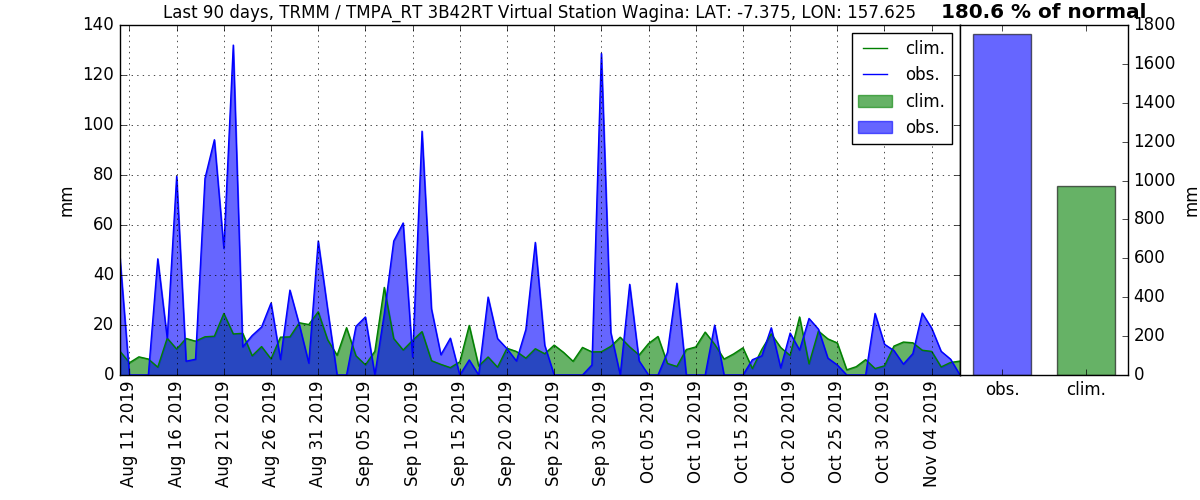 Last 90 days, TRMM / TMPA_RT 3B42RT Virtual Station Wagina: LAT: -7.375, LON: 157.625
180.6 % of normal
mm
140
120
100
80
60
40
20
0
clim.
obs.
clim.
obs.
1800
1600
1400
1200
1000
800
600
400
200
0
mm
Aug 11 2019
Aug 16 2019
Aug 21 2019
Aug 26 2019
Aug 31 2019
Sep 05 2019
Sep 10 2019
Sep 15 2019
Sep 20 2019
Sep 25 2019
Sep 30 2019
Oct 05 2019
Oct 10 2019
Oct 15 2019
Oct 20 2019
Oct 25 2019
Oct 30 2019
Nov 04 2019
obs.
clim.